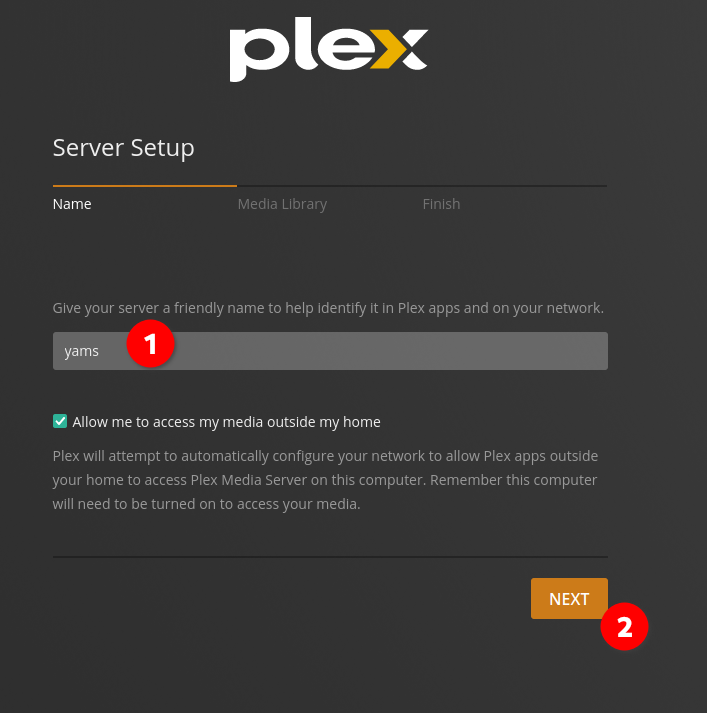 plex
Server Setup
Name
Media Library
Finish
Give your server a friendly name to help identify it in Plex apps and on your network.
yams
1
Allow me to access my media outside my home
Plex will attempt to automatically configure your network to allow Plex apps outside
your home to access Plex Media Server on this computer. Remember this computer
will need to be turned on to access your media.
NEXT
2